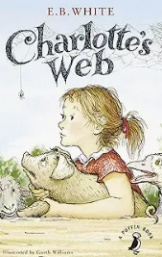 E.B.WHITE
Charlotte's
Web
A PUFFIN BOOK
Illustrated by Garth Williams